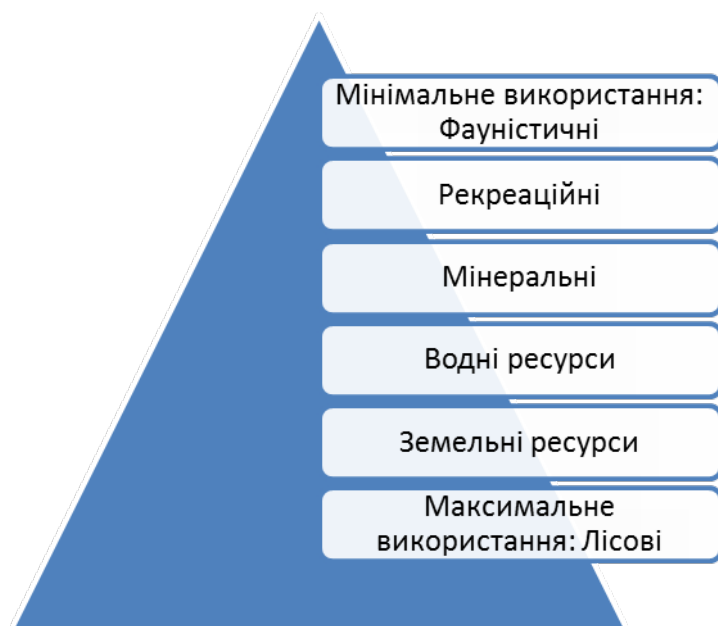 Мінімальне використання:
Фауністичні
Рекреаційні
Мінеральні
Водні ресурси
Земельні ресурси
Максимальне
використання: Лісові